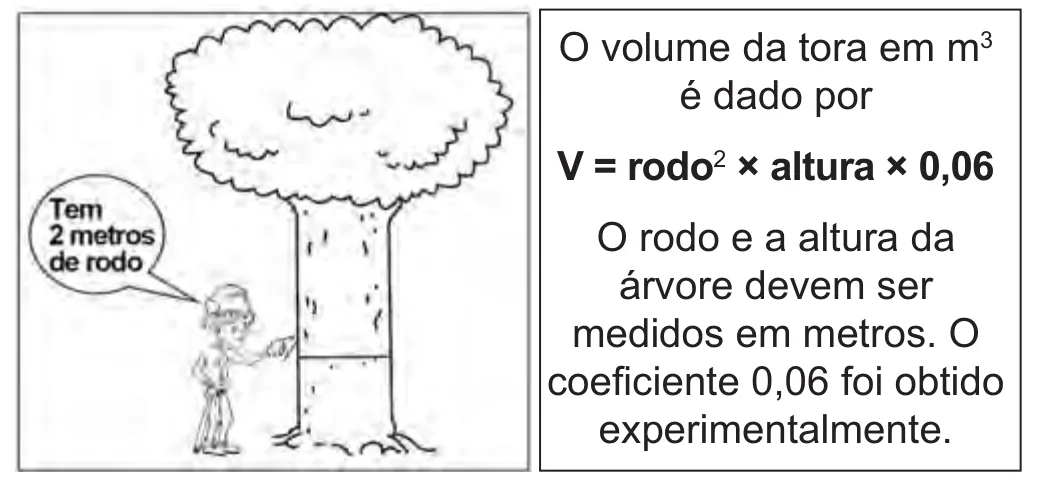 Tem
2 metros
de rodo
O volume da tora em m³
é dado por
V = rodo² × altura × 0,06
O rodo e a altura da
árvore devem ser
medidos em metros. O
coeficiente 0,06 foi obtido
experimentalmente.